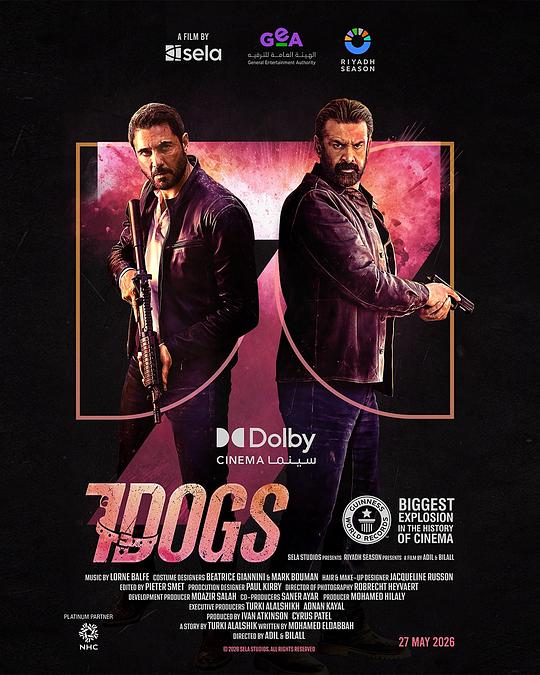 A FILM BY
sela
GEA
الهيئة العامة للترفيه
General Entertainment Authority
RIYADH
SEASON
Dolby
CINEMA سينما
7DOGS
GUINNESS
WORLD RECORDS
BIGGEST
EXPLOSION
IN THE HISTORY
OF CINEMA
SELA STUDIOS PRESENTS RIYADH SEASON PRESENTS A FILM BY ADIL & BILALL
MUSIC BY LORNE BALFE COSTUME DESIGNERS BEATRICE GIANNINI & MARK BOUMAN HAIR & MAKE-UP DESIGNER JACQUELINE RUSSON
EDITED BY PIETER SMET PRODCUTION DESIGNER PAUL KIRBY DIRECTOR OF PHOTOGRAPHY ROBRECHT HEYVAERT
DEVELOPMENT PRODUCER MODZIR SALAH CO-PRODUCERS SANER AYAR PRODUCER MOHAMED HILALY
EXECUTIVE PRODUCERS TURKI ALALSHIKH ADNAN KAYAL
PRODUCED BY IVAN ATKINSON CYRUS PATEL
A STORY BY TURKI ALALSHIK WRITTEN BY MOHAMED ELDABBAH
DIRECTED BY ADIL & BILALL
© 2026 SELA STUDIOS. ALL RIGHTS RESERVED
PLATINUM PARTNER
NHC
27 MAY 2026